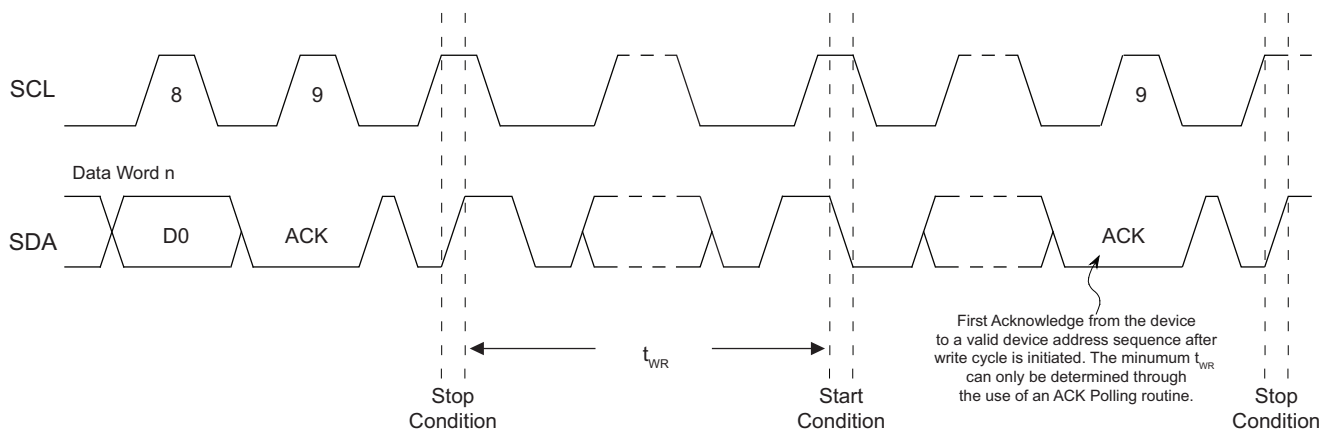 SCL
8
9
9
Data Word n
SDA
D0
ACK
ACK
First Acknowledge from the device
to a valid device address sequence after
write cycle is initiated. The minumum tWR
can only be determined through
the use of an ACK Polling routine.
tWR
Stop
Condition
Start
Condition
Stop
Condition